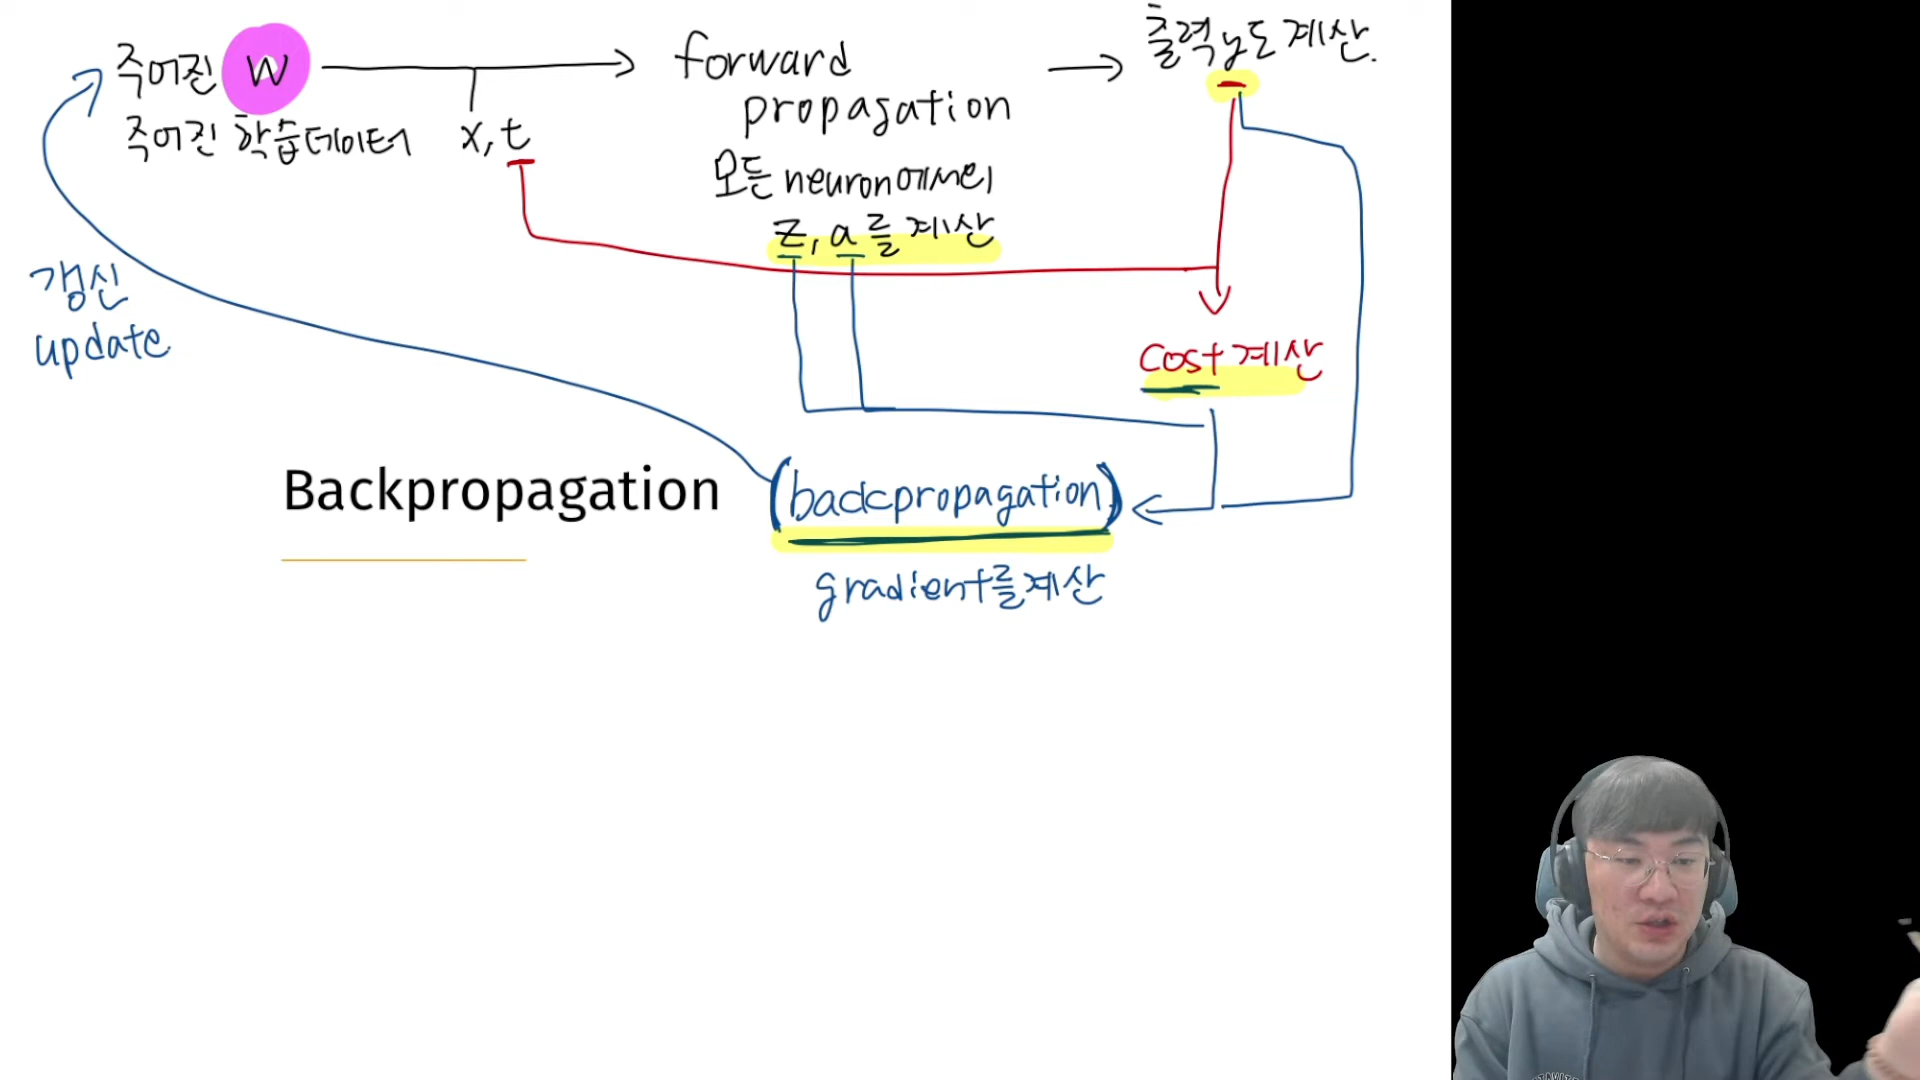 주어진 w
forward
propagation
출력 y도 계산.
주어진 학습데이터 x, t
모든 neuron에서의
z, a를 계산
갱신
update
cost 계산
Backpropagation
(backpropagation)
gradient를 계산